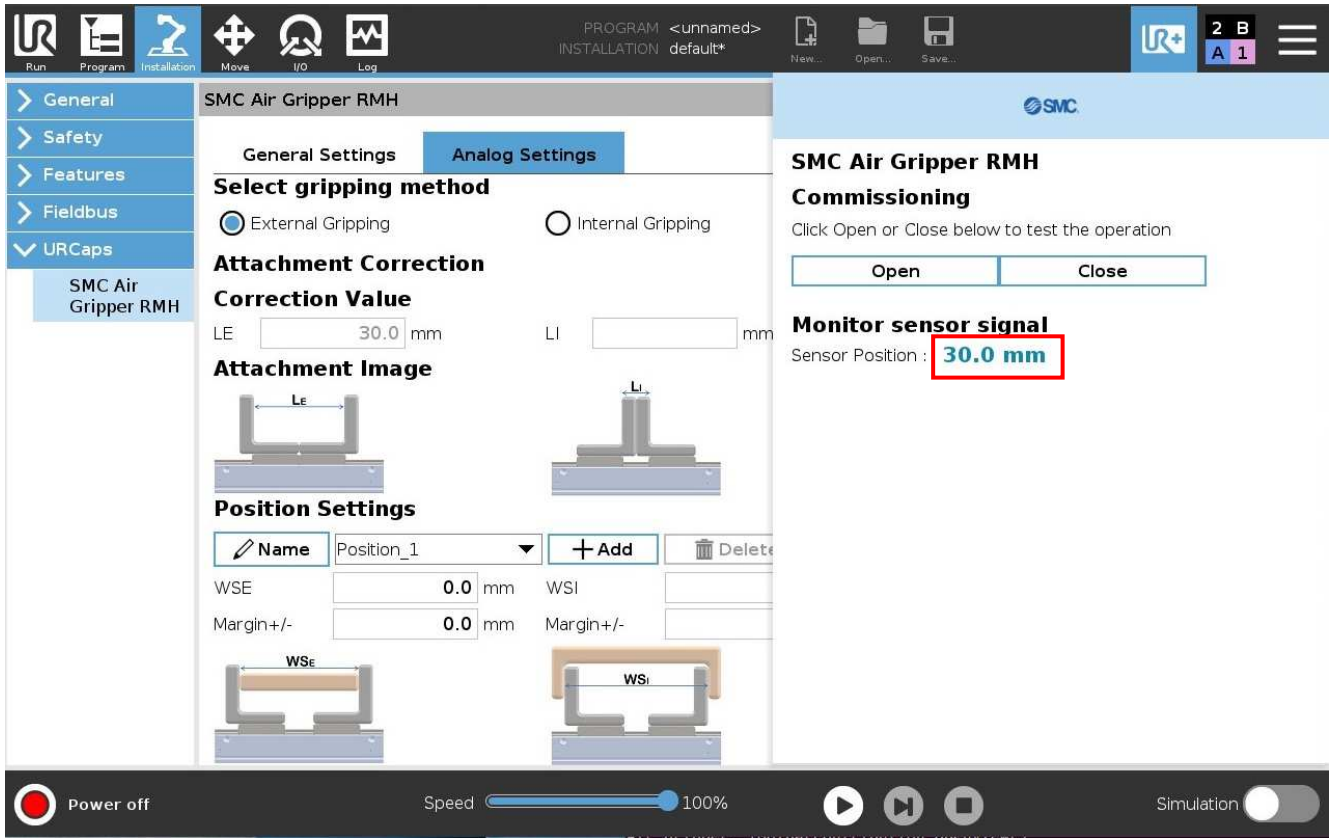 PROGRAM <unnamed>
INSTALLATION default*
Run Program Installation Move I/O Log New... Open... Save...
UR+
2 B
A 1
General
Safety
Features
Fieldbus
URCaps
SMC Air
Gripper RMH
SMC Air Gripper RMH
General Settings Analog Settings
Select gripping method
External Gripping Internal Gripping
Attachment Correction
Correction Value
LE 30.0 mm LI mm
Attachment Image
LE LI
Position Settings
Name Position_1 Add Delete
WSE 0.0 mm WSI
Margin+/- 0.0 mm Margin+/-
WSE WSI
SMC
SMC Air Gripper RMH
Commissioning
Click Open or Close below to test the operation
Open Close
Monitor sensor signal
Sensor Position : 30.0 mm
Power off Speed 100% Simulation